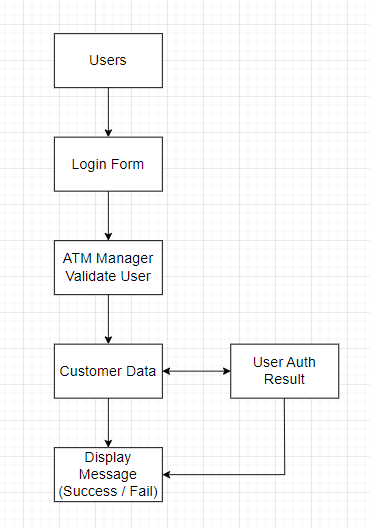 Users
Login Form
ATM Manager
Validate User
Customer Data
User Auth
Result
Display
Message
(Success / Fail)